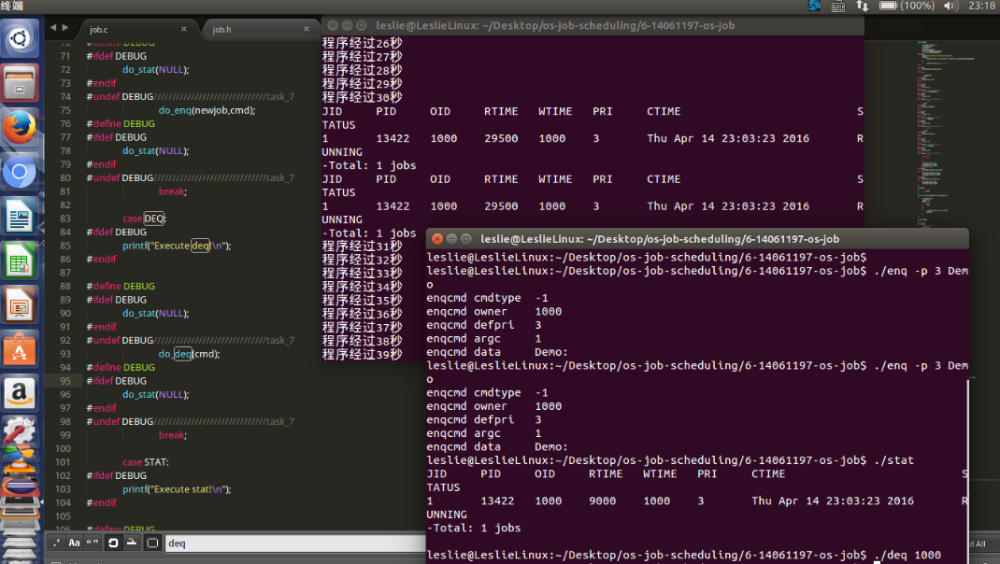 终端
(100%) 23:18
job.c × job.h ×
leslie@LeslieLinux: ~/Desktop/os-job-scheduling/6-14061197-os-job
71 #ifdef DEBUG
72 do_stat(NULL);
73 #endif
74 #undef DEBUG//////////////////////////////task_7
75 do_enq(newjob,cmd);
76 #define DEBUG
77 #ifdef DEBUG
78 do_stat(NULL);
79 #endif
80 #undef DEBUG//////////////////////////////task_7
81 break;
82
83 case DEQ:
84 #ifdef DEBUG
85 printf("Execute deq!\n");
86 #endif
87
88 #define DEBUG
89 #ifdef DEBUG
90 do_stat(NULL);
91 #endif
92 #undef DEBUG//////////////////////////////task_7
93 do_deq(cmd);
94 #define DEBUG
95 #ifdef DEBUG
96 do_stat(NULL);
97 #endif
98 #undef DEBUG//////////////////////////////task_7
99 break;
100
101 case STAT:
102 #ifdef DEBUG
103 printf("Execute stat!\n");
104 #endif
105
106 #define DEBUG
.* Aa “” deq
程序经过26秒
程序经过27秒
程序经过28秒
程序经过29秒
程序经过30秒
JID PID OID RTIME WTIME PRI CTIME S
TATUS
1 13422 1000 29500 1000 3 Thu Apr 14 23:03:23 2016 R
UNNING
-Total: 1 jobs
JID PID OID RTIME WTIME PRI CTIME S
TATUS
1 13422 1000 29500 1000 3 Thu Apr 14 23:03:23 2016 R
UNNING
-Total: 1 jobs
程序经过31秒
程序经过32秒
程序经过33秒
程序经过34秒
程序经过35秒
程序经过36秒
程序经过37秒
程序经过38秒
程序经过39秒
leslie@LeslieLinux: ~/Desktop/os-job-scheduling/6-14061197-os-job
leslie@LeslieLinux:~/Desktop/os-job-scheduling/6-14061197-os-job$
leslie@LeslieLinux:~/Desktop/os-job-scheduling/6-14061197-os-job$ ./enq -p 3 Dem
o
enqcmd cmdtype -1
enqcmd owner 1000
enqcmd defpri 3
enqcmd argc 1
enqcmd data Demo:
leslie@LeslieLinux:~/Desktop/os-job-scheduling/6-14061197-os-job$ ./enq -p 3 Dem
o
enqcmd cmdtype -1
enqcmd owner 1000
enqcmd defpri 3
enqcmd argc 1
enqcmd data Demo:
leslie@LeslieLinux:~/Desktop/os-job-scheduling/6-14061197-os-job$ ./stat
JID PID OID RTIME WTIME PRI CTIME S
TATUS
1 13422 1000 9000 1000 3 Thu Apr 14 23:03:23 2016 R
UNNING
-Total: 1 jobs
leslie@LeslieLinux:~/Desktop/os-job-scheduling/6-14061197-os-job$ ./deq 1000